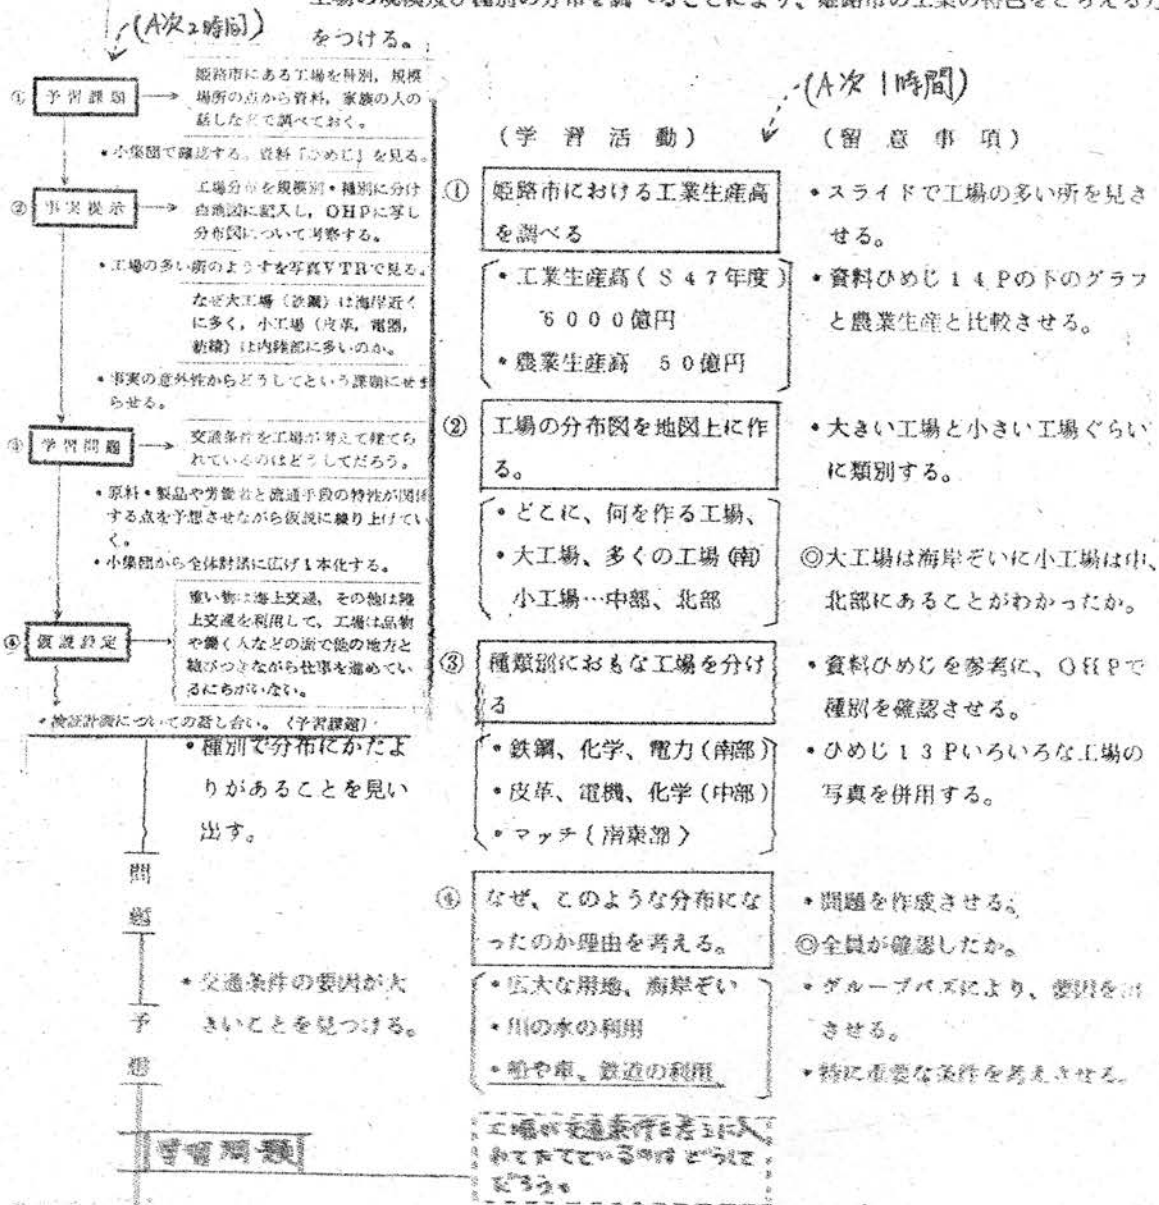 工場の規模及び種別の分布を調べることにより、姫路市の工業の特色をとらえる力
をつける。
(A次2時間)
① 予習課題
姫路市にある工場を種別，規模
場所の点から資料，家族の人の
話しなどで調べておく。
・小集団で確認する。資料「ひめじ」を見る。
② 事実提示
工場分布を規模別・種別に分け
白地図に記入し，OHPに写し
分布図について考察する。
・工場の多い所のようすを写真VTRで見る。
なぜ大工場（鉄鋼）は海岸近く
に多く，小工場（皮革，電器，
紡績）は内陸部に多いのか。
・事実の意外性からどうしてという課題にせま
らせる。
③ 学習問題
交通条件を工場が考えて建てら
れているのはどうしてだろう。
・原料・製品や労働者と流通手段の特性が関係
する点を予想させながら仮説に練り上げてい
く。
・小集団から全体討議に広げ1本化する。
④ 仮説設定
重い物は海上交通，その他は陸
上交通を利用して，工場は品物
や働く人などの面で他の地方と
結びつきながら仕事を進めてい
るにちがいない。
・検証計画についての話し合い。（予習課題）
・種別で分布にかたよ
りがあることを見い
出す。
問
題
・交通条件の要因が大
きいことを見つける。
予
想
学習問題
(A次1時間)
（学習活動）
（留意事項）
① 姫路市における工業生産高
を調べる
・工業生産高（S47年度）
6000億円
・農業生産高 50億円
・スライドで工場の多い所を見さ
せる。
・資料ひめじ14Pの下のグラフ
と農業生産と比較させる。
② 工場の分布図を地図上に作
る。
・どこに、何を作る工場、
・大工場、多くの工場(南)
小工場…中部、北部
・大きい工場と小さい工場ぐらい
に類別する。
◎大工場は海岸ぞいに小工場は中、
北部にあることがわかったか。
③ 種類別におもな工場を分け
る
・鉄鋼、化学、電力(南部)
・皮革、電機、化学(中部)
・マッチ(南東部)
・資料ひめじを参考に、OHPで
種別を確認させる。
・ひめじ13Pいろいろな工場の
写真を併用する。
④ なぜ、このような分布にな
ったのか理由を考える。
・広大な用地、海岸ぞい
・川の水の利用
・船や車、鉄道の利用
・問題を作成させる。
◎全員が確認したか。
・グループバズにより、要因を出
させる。
・特に重要な条件を考えさせる。
工場が交通条件を考えに入
れてたてているのはどうして
だろう。